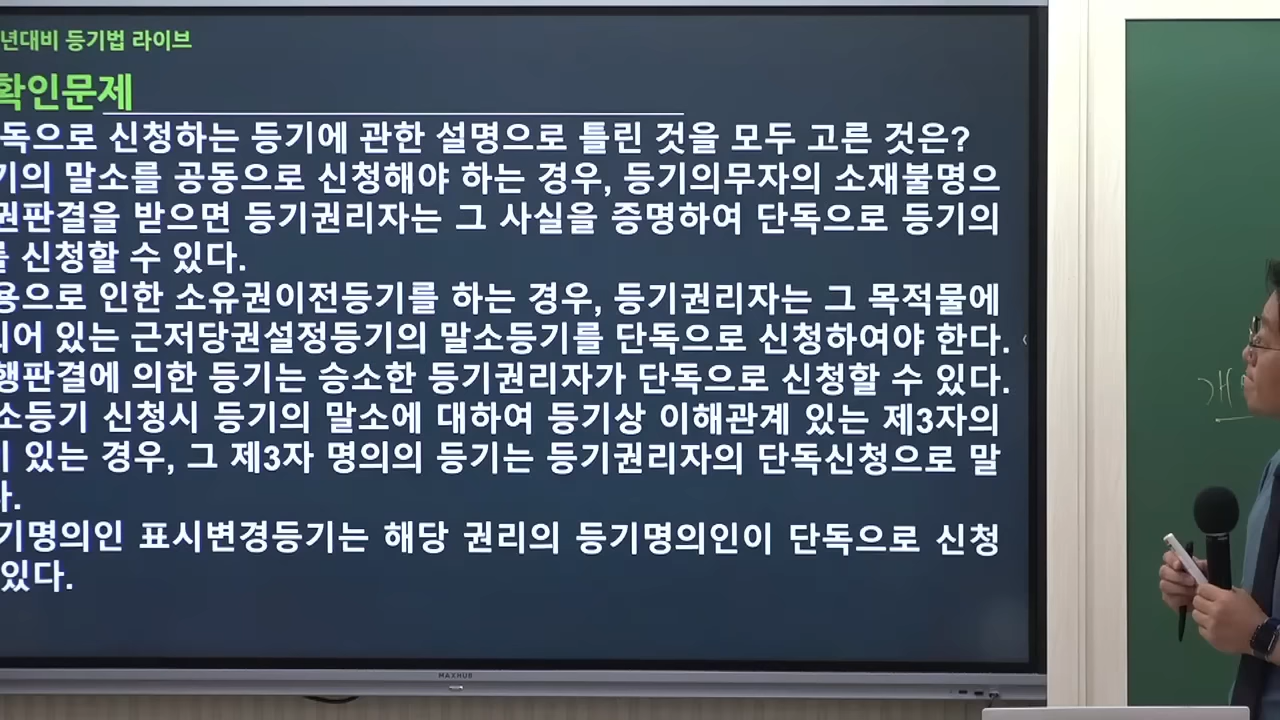 년대비 등기법 라이브
확인문제
독으로 신청하는 등기에 관한 설명으로 틀린 것을 모두 고른 것은?
기의 말소를 공동으로 신청해야 하는 경우, 등기의무자의 소재불명으
권판결을 받으면 등기권리자는 그 사실을 증명하여 단독으로 등기의
를 신청할 수 있다.
용으로 인한 소유권이전등기를 하는 경우, 등기권리자는 그 목적물에
되어 있는 근저당권설정등기의 말소등기를 단독으로 신청하여야 한다.
행판결에 의한 등기는 승소한 등기권리자가 단독으로 신청할 수 있다.
소등기 신청시 등기의 말소에 대하여 등기상 이해관계 있는 제3자의
있는 경우, 그 제3자 명의의 등기는 등기권리자의 단독신청으로 말
다.
기명의인 표시변경등기는 해당 권리의 등기명의인이 단독으로 신청
있다.
MAXHUB